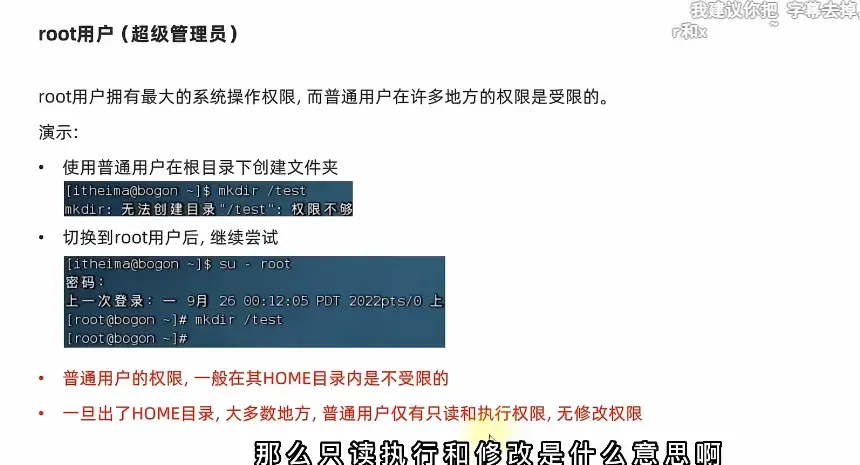 我建议你把 字幕去掉
r和x
root用户（超级管理员）
root用户拥有最大的系统操作权限, 而普通用户在许多地方的权限是受限的。
演示：
• 使用普通用户在根目录下创建文件夹
[itheima@bogon ~]$ mkdir /test
mkdir: 无法创建目录"/test": 权限不够
• 切换到root用户后, 继续尝试
[itheima@bogon ~]$ su - root
密码：
上一次登录：一 9月 26 00:12:05 PDT 2022pts/0 上
[root@bogon ~]# mkdir /test
[root@bogon ~]#
• 普通用户的权限, 一般在其HOME目录内是不受限的
• 一旦出了HOME目录, 大多数地方, 普通用户仅有只读和执行权限, 无修改权限
那么只读执行和修改是什么意思啊